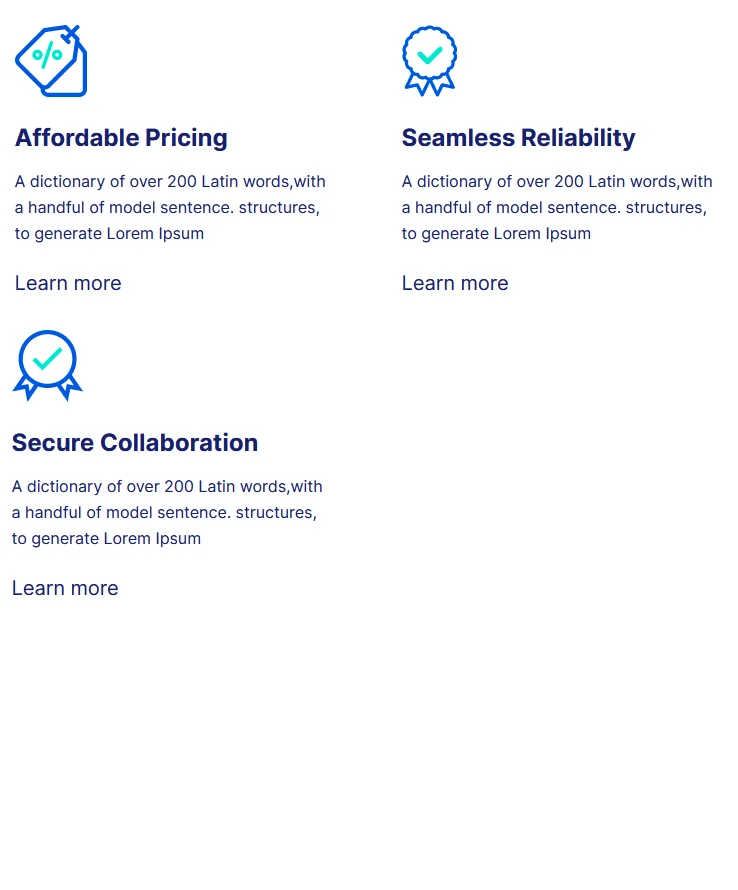 %
Affordable Pricing
A dictionary of over 200 Latin words,with
a handful of model sentence. structures,
to generate Lorem Ipsum
Learn more
Seamless Reliability
A dictionary of over 200 Latin words,with
a handful of model sentence. structures,
to generate Lorem Ipsum
Learn more
Secure Collaboration
A dictionary of over 200 Latin words,with
a handful of model sentence. structures,
to generate Lorem Ipsum
Learn more